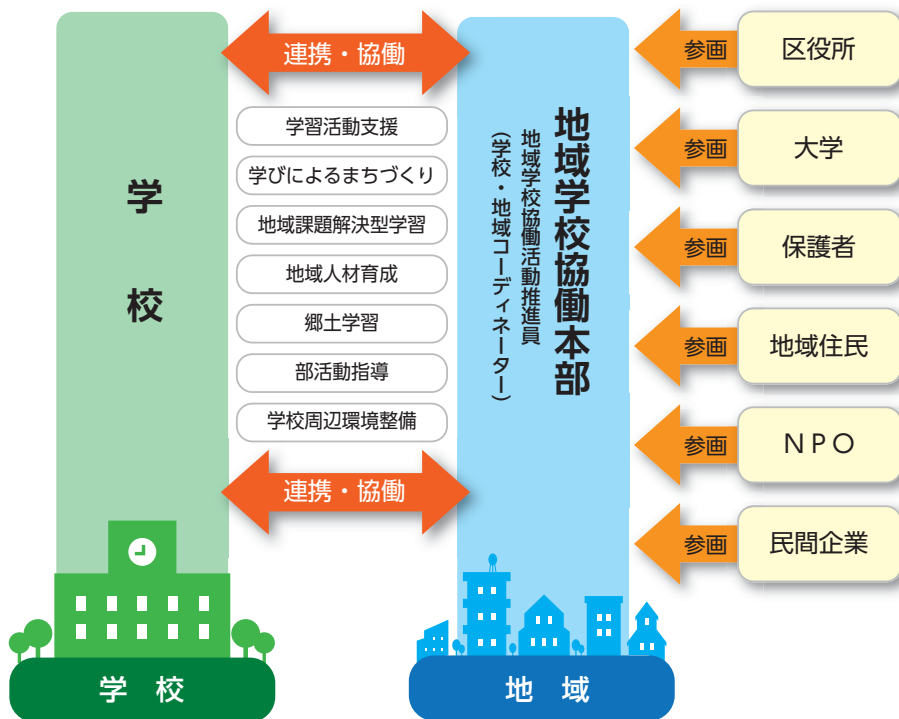 学校
連携・協働
学習活動支援
学びによるまちづくり
地域課題解決型学習
地域人材育成
郷土学習
部活動指導
学校周辺環境整備
連携・協働
地域学校協働本部
地域学校協働活動推進員
(学校・地域コーディネーター)
参画
区役所
参画
大学
参画
保護者
参画
地域住民
参画
NPO
参画
民間企業
学校
地域